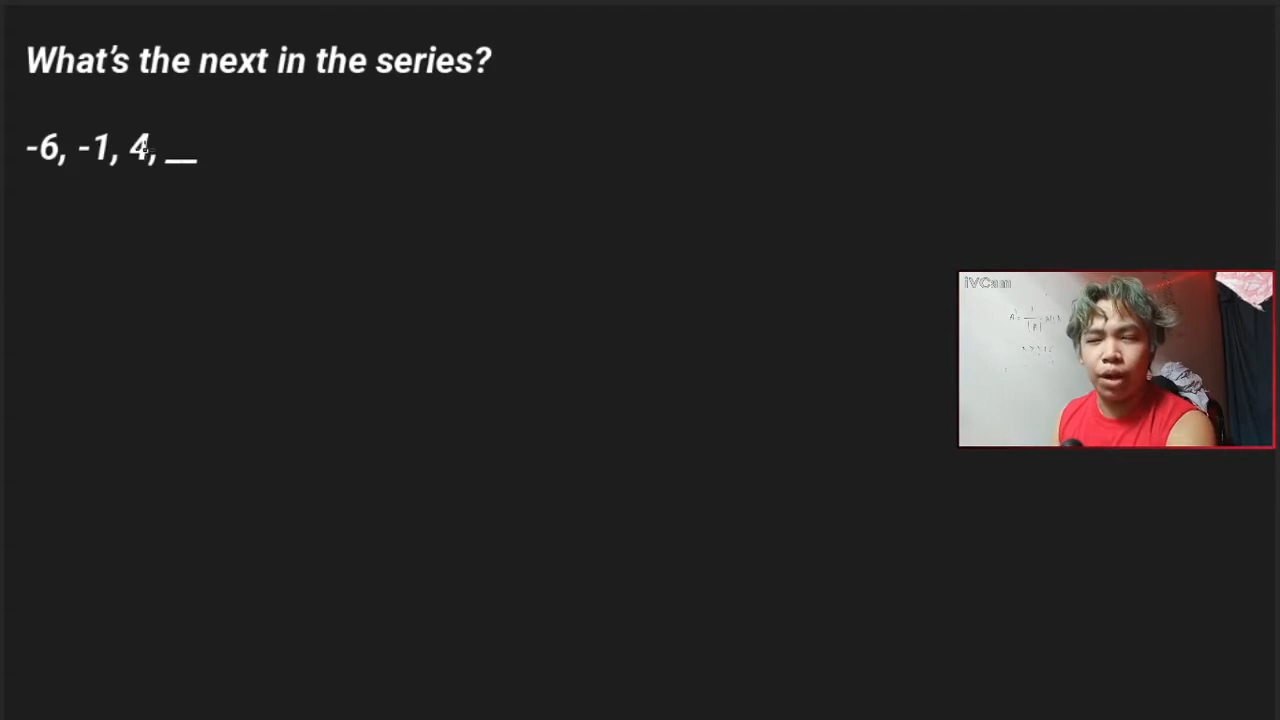 What's the next in the series?
-6, -1, 4, __
iVCam